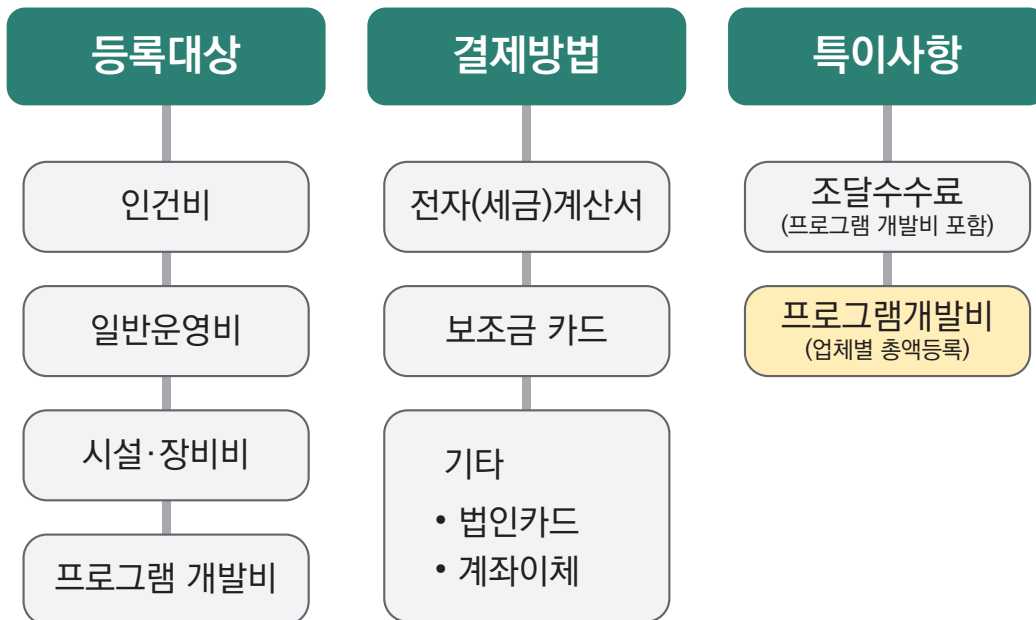 등록대상
인건비
일반운영비
시설·장비비
프로그램 개발비
결제방법
전자(세금)계산서
보조금 카드
기타
• 법인카드
• 계좌이체
특이사항
조달수수료
(프로그램 개발비 포함)
프로그램개발비
(업체별 총액등록)